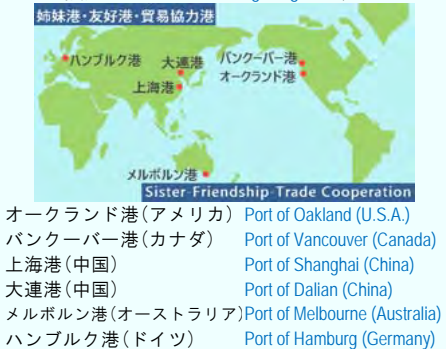 姉妹港・友好港・貿易協力港
ハンブルク港
大連港
バンクーバー港
オークランド港
上海港
メルボルン港
Sister·Friendship·Trade Cooperation
オークランド港(アメリカ) Port of Oakland (U.S.A.)
バンクーバー港(カナダ) Port of Vancouver (Canada)
上海港(中国) Port of Shanghai (China)
大連港(中国) Port of Dalian (China)
メルボルン港(オーストラリア) Port of Melbourne (Australia)
ハンブルク港(ドイツ) Port of Hamburg (Germany)